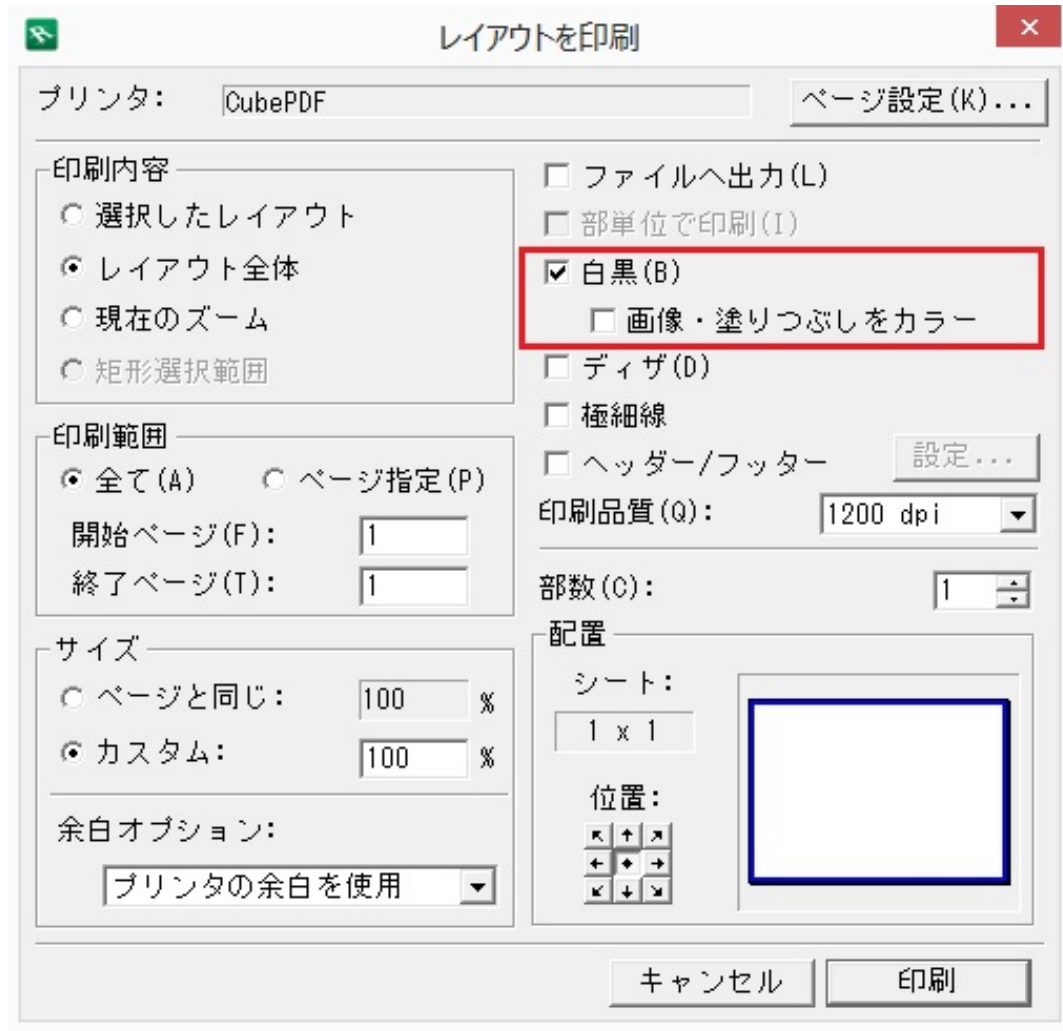 レイアウトを印刷
プリンタ: CubePDF ページ設定(K)...
印刷内容
選択したレイアウト
レイアウト全体
現在のズーム
矩形選択範囲
ファイルへ出力(L)
部単位で印刷(I)
白黒(B)
画像・塗りつぶしをカラー
ディザ(D)
極細線
ヘッダー/フッター 設定...
印刷品質(Q): 1200 dpi
印刷範囲
全て(A) ページ指定(P)
開始ページ(F): 1
終了ページ(T): 1
部数(C): 1
サイズ
ページと同じ: 100 %
カスタム: 100 %
余白オプション:
プリンタの余白を使用
配置
シート:
1 x 1
位置:
キャンセル 印刷